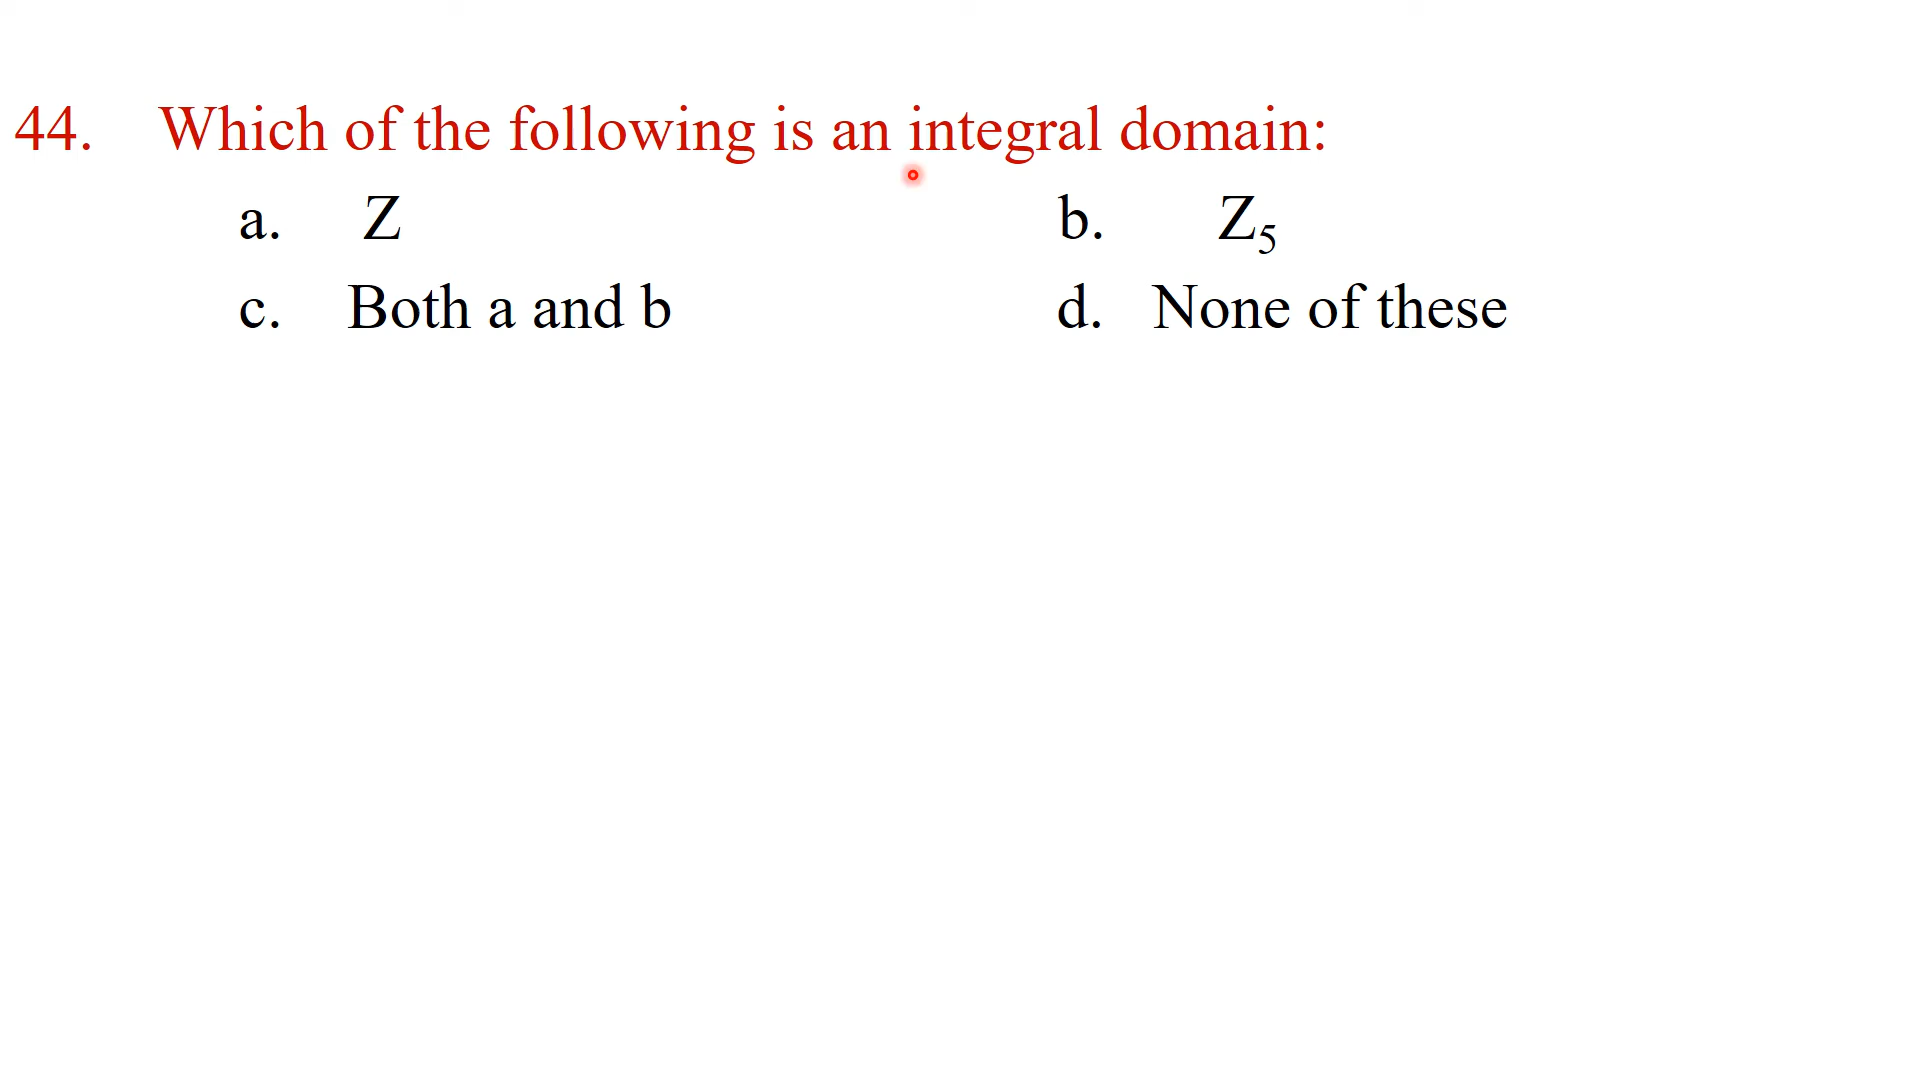 44. Which of the following is an integral domain:
a. Z b. Z₅
c. Both a and b d. None of these